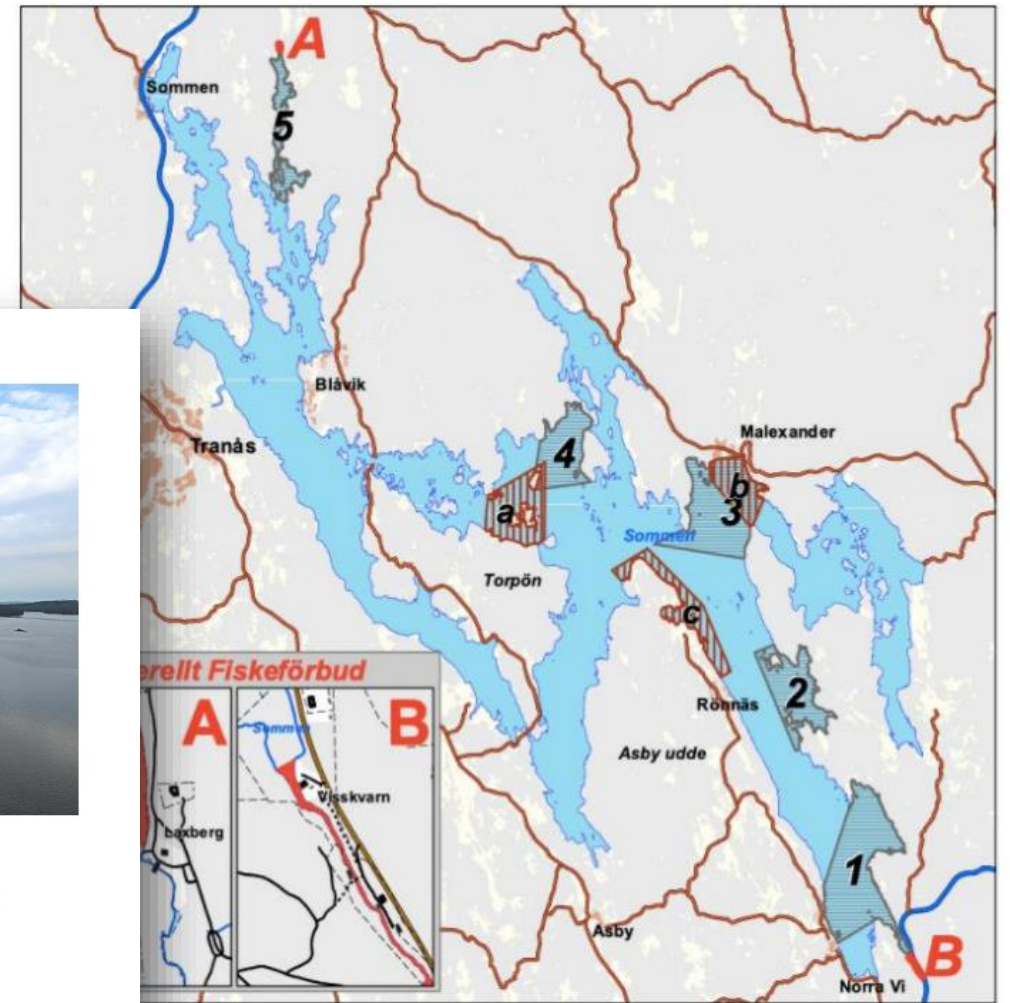 A
Sommen
5
Blåvik
Tranås
Malexander
4
b
a
3
Sommen
Torpön
c
2
Rönnäs
Asby udde
erellt Fiskeförbud
A
B
Sommen
Visskvarn
Laxberg
1
Asby
B
Norra Vi